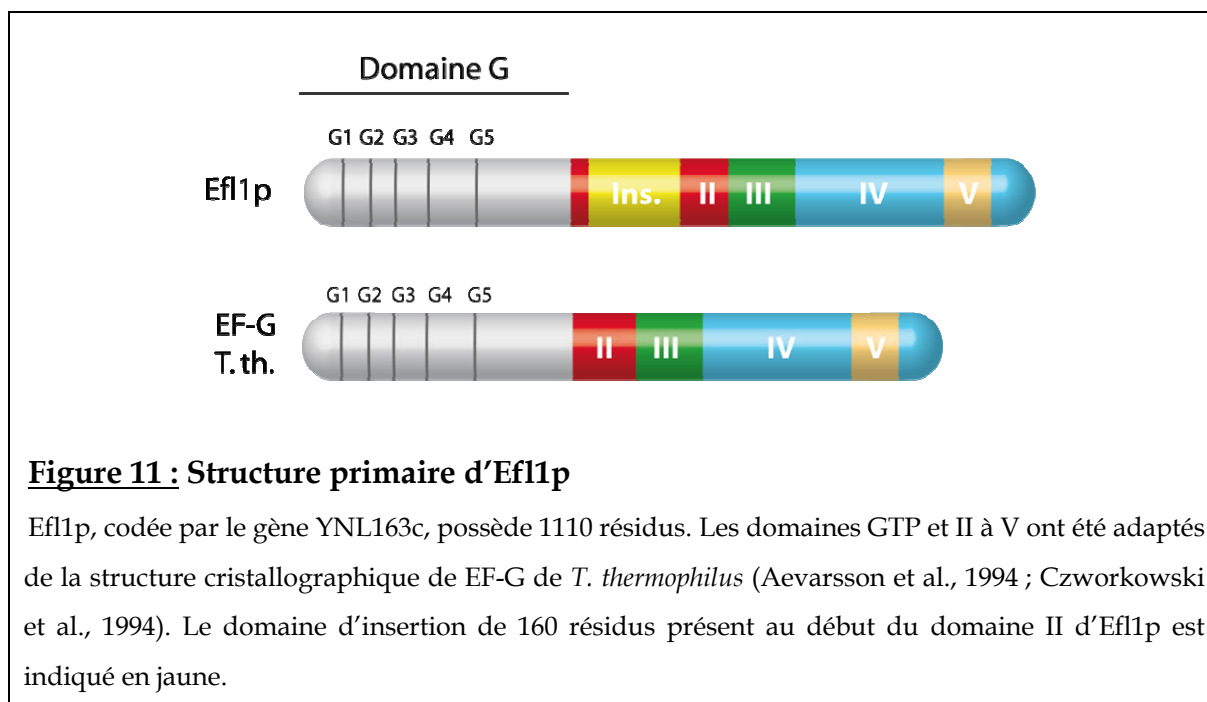 Domaine G
G1 G2 G3 G4 G5
Efl1p
Ins. II III IV V
G1 G2 G3 G4 G5
EF-G
T. th.
II III IV V
Figure 11 : Structure primaire d’Efl1p
Efl1p, codée par le gène YNL163c, possède 1110 résidus. Les domaines GTP et II à V ont été adaptés
de la structure cristallographique de EF-G de T. thermophilus (Aevarsson et al., 1994 ; Czworkowski
et al., 1994). Le domaine d’insertion de 160 résidus présent au début du domaine II d’Efl1p est
indiqué en jaune.